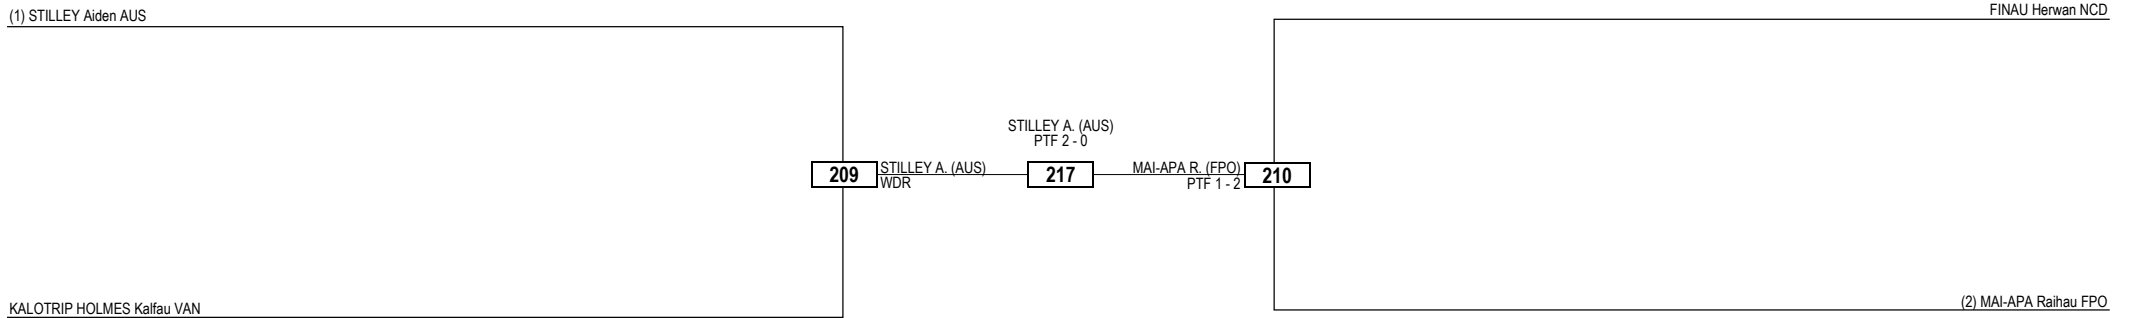 (1) STILLEY Aiden AUS
FINAU Herwan NCD
STILLEY A. (AUS)
PTF 2 - 0
209
STILLEY A. (AUS)
WDR
217
MAI-APA R. (FPO)
PTF 1 - 2
210
KALOTRIP HOLMES Kalfau VAN
(2) MAI-APA Raihau FPO